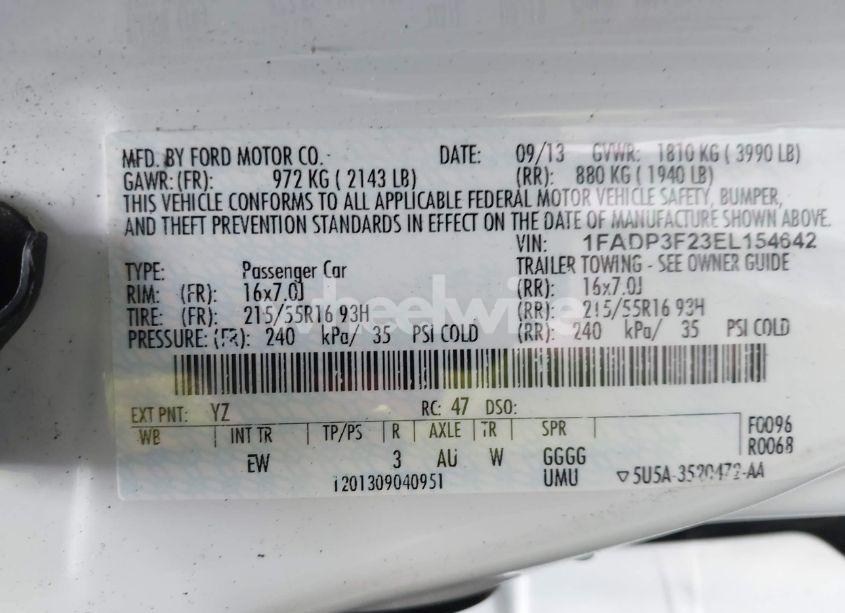 MFD. BY FORD MOTOR CO.- DATE: 09/13 GVWR: 1810 KG ( 3990 LB)
GAWR: (FR): 972 KG ( 2143 LB) (RR): 880 KG ( 1940 LB)
THIS VEHICLE CONFORMS TO ALL APPLICABLE FEDERAL MOTOR VEHICLE SAFETY, BUMPER,
AND THEFT PREVENTION STANDARDS IN EFFECT ON THE DATE OF MANUFACTURE SHOWN ABOVE.
VIN: 1FADP3F23EL154642
TYPE: Passenger Car TRAILER TOWING - SEE OWNER GUIDE
RIM: (FR): 16x7.0J (RR): 16x7.0J
TIRE: (FR): 215/55R16 93H (RR): 215/55R16 93H
PRESSURE: (FR): 240 kPa/ 35 PSI COLD (RR): 240 kPa/ 35 PSI COLD
wheelwise
EXT PNT: YZ RC: 47 DSO:
WB INT TR TP/PS R AXLE TR SPR F0096
EW 3 AU W GGGG R0068
i201309040951 UMU ▽5U5A-3520472-AA